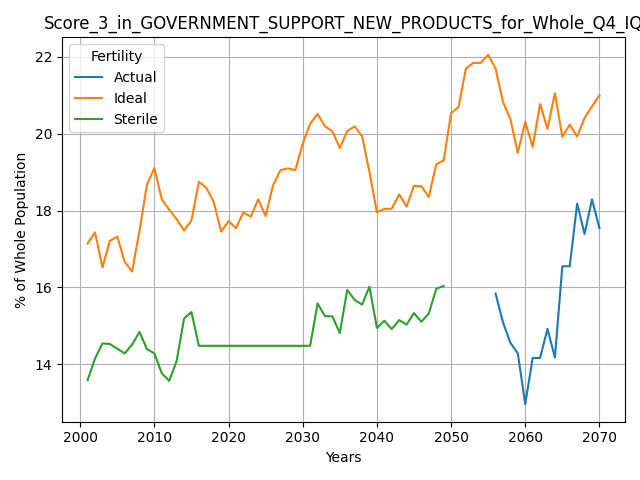 Score_3_in_GOVERNMENT_SUPPORT_NEW_PRODUCTS_for_Whole_Q4_IQ
Fertility
Actual
Ideal
Sterile
% of Whole Population
22
20
18
16
14
2000 2010 2020 2030 2040 2050 2060 2070
Years